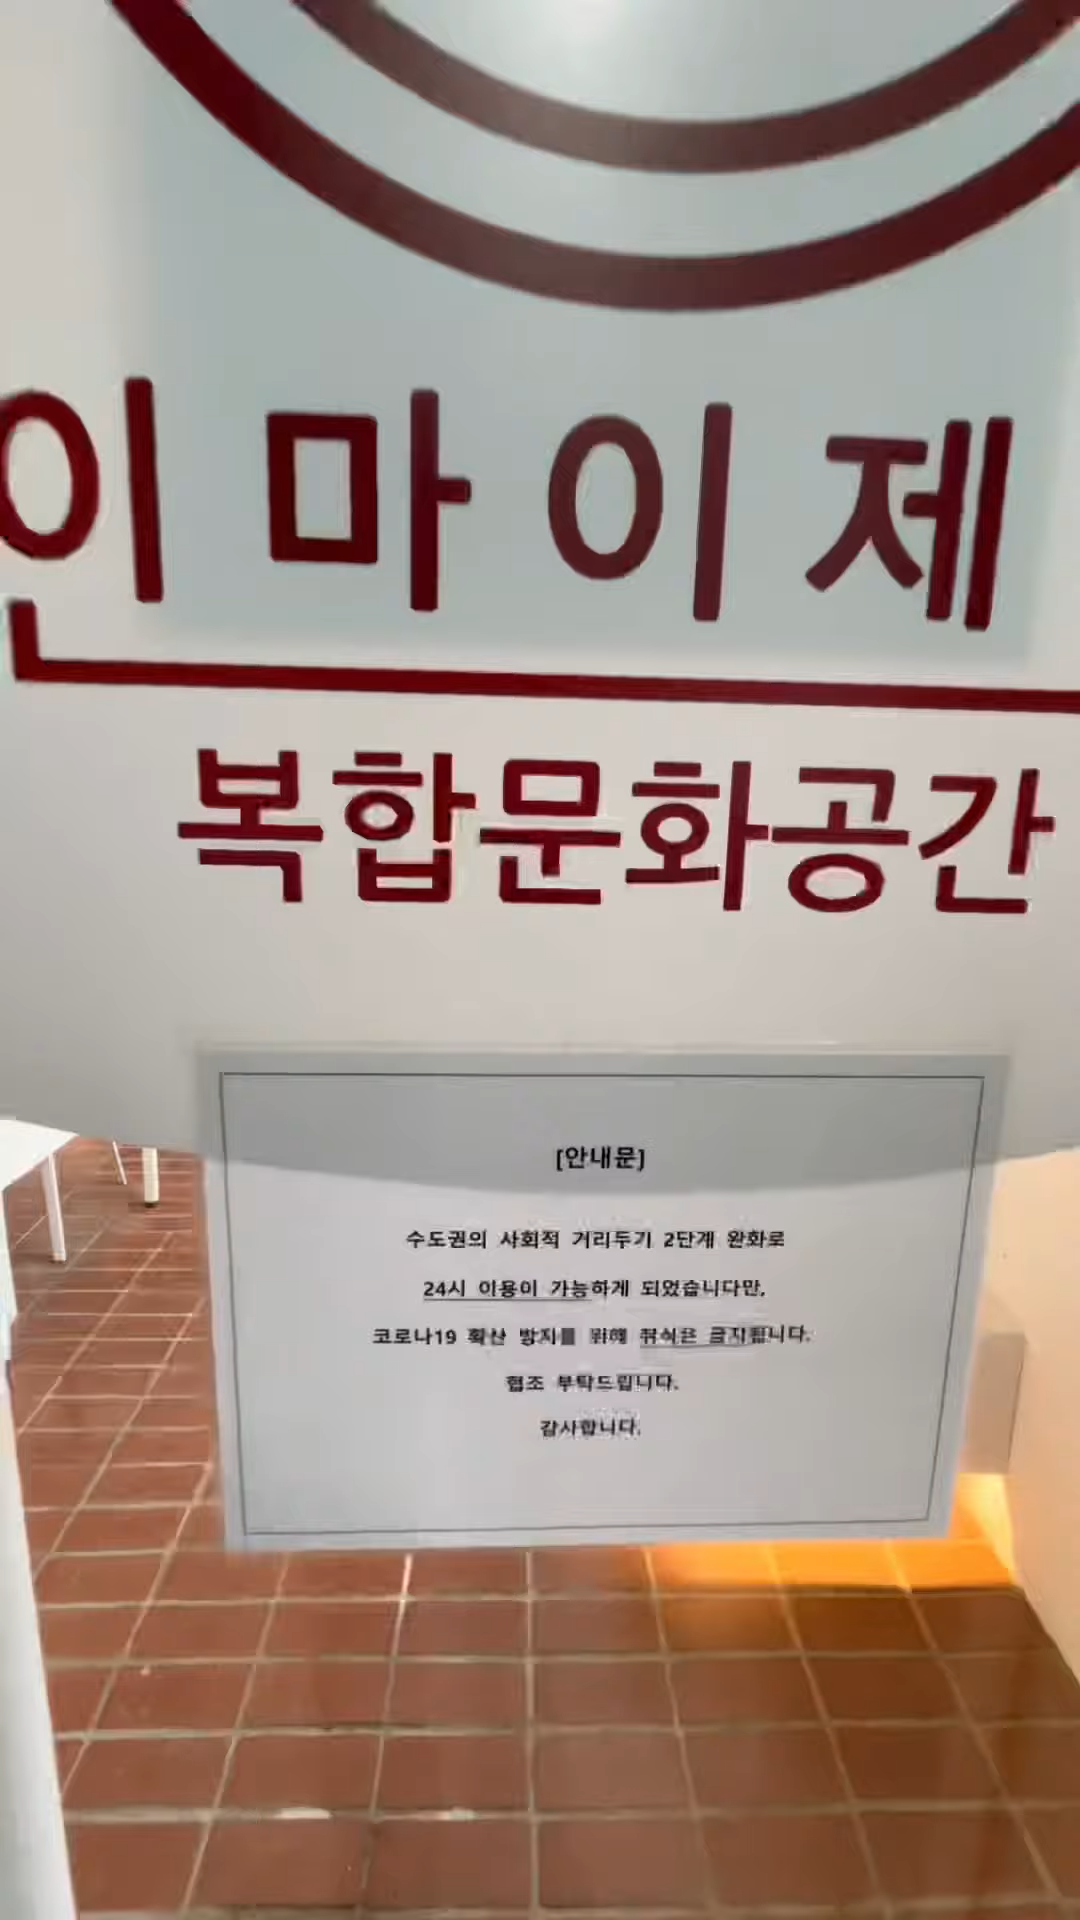 인마이제
복합문화공간
[안내문]
수도권의 사회적 거리두기 2단계 완화로
24시 이용이 가능하게 되었습니다만,
코로나19 확산 방지를 위해 취식은 금지됩니다.
협조 부탁드립니다.
감사합니다.